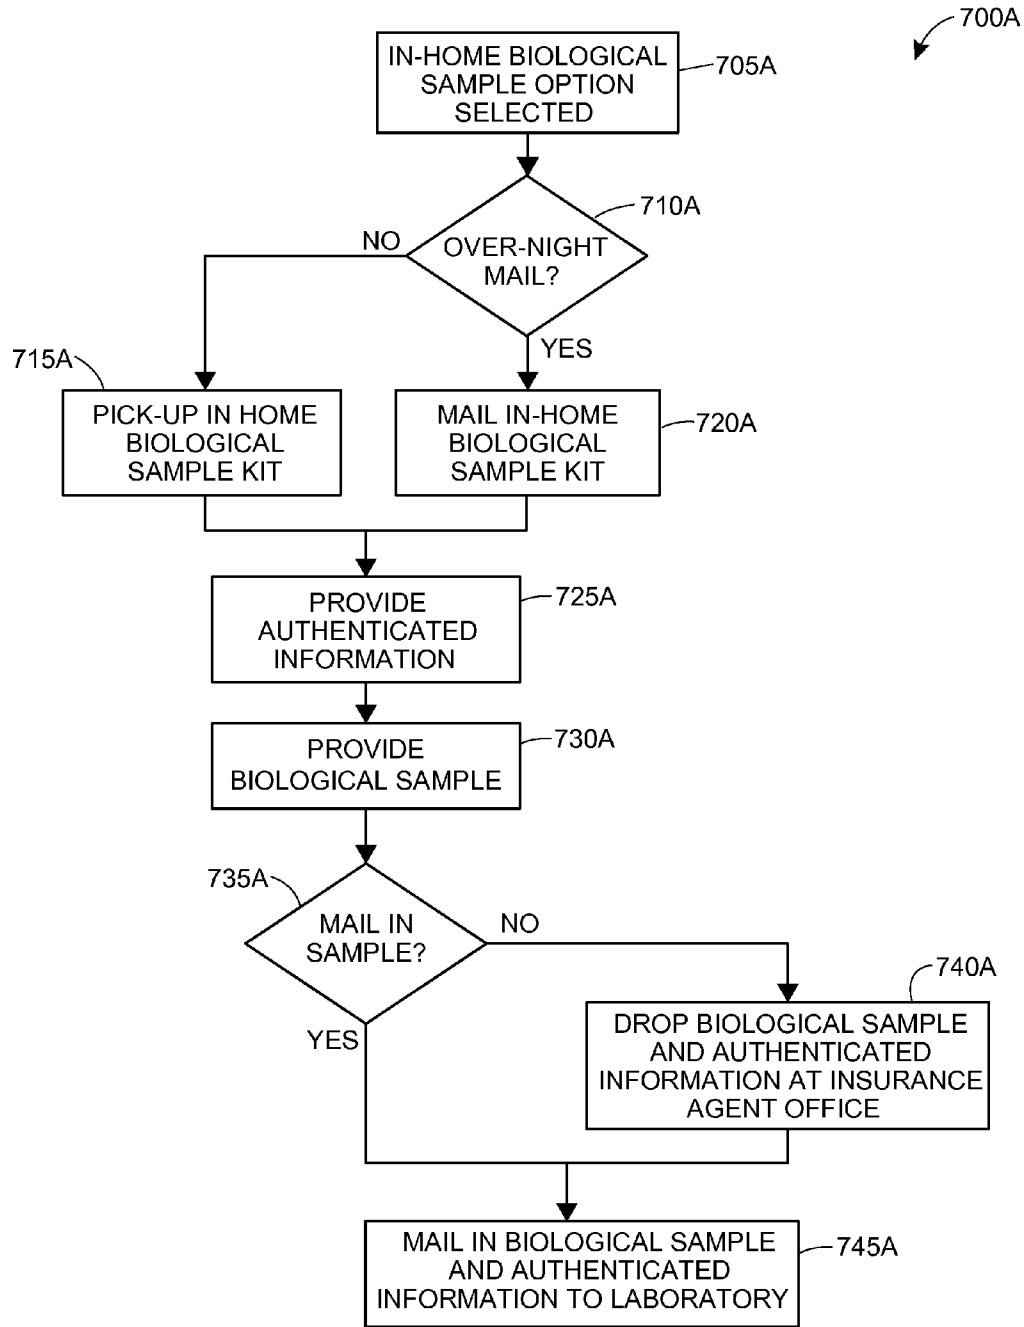 700A
IN-HOME BIOLOGICAL
SAMPLE OPTION
SELECTED
705A
710A
OVER-NIGHT
MAIL?
NO
YES
715A
PICK-UP IN HOME
BIOLOGICAL
SAMPLE KIT
MAIL IN-HOME
BIOLOGICAL
SAMPLE KIT
720A
PROVIDE
AUTHENTICATED
INFORMATION
725A
PROVIDE
BIOLOGICAL SAMPLE
730A
735A
MAIL IN
SAMPLE?
NO
YES
740A
DROP BIOLOGICAL SAMPLE
AND AUTHENTICATED
INFORMATION AT INSURANCE
AGENT OFFICE
MAIL IN BIOLOGICAL SAMPLE
AND AUTHENTICATED
INFORMATION TO LABORATORY
745A